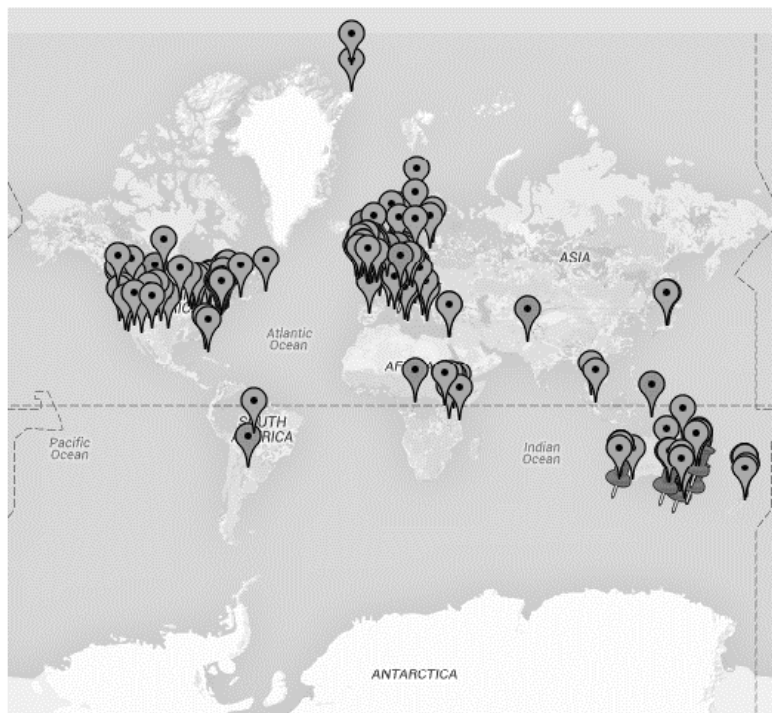 ASIA
Atlantic
Ocean
SOUTH
AMERICA
Pacific
Ocean
Indian
Ocean
ANTARCTICA